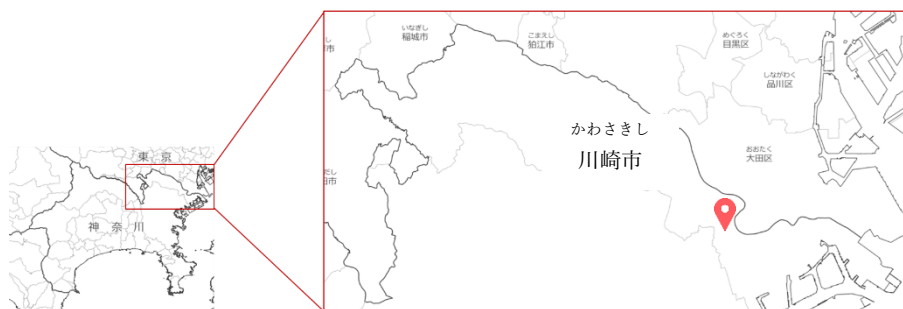 東京
神奈川
いなぎし
稲城市
こまえし
狛江市
めぐろく
目黒区
しながわく
品川区
かわさきし
川崎市
おおたく
大田区